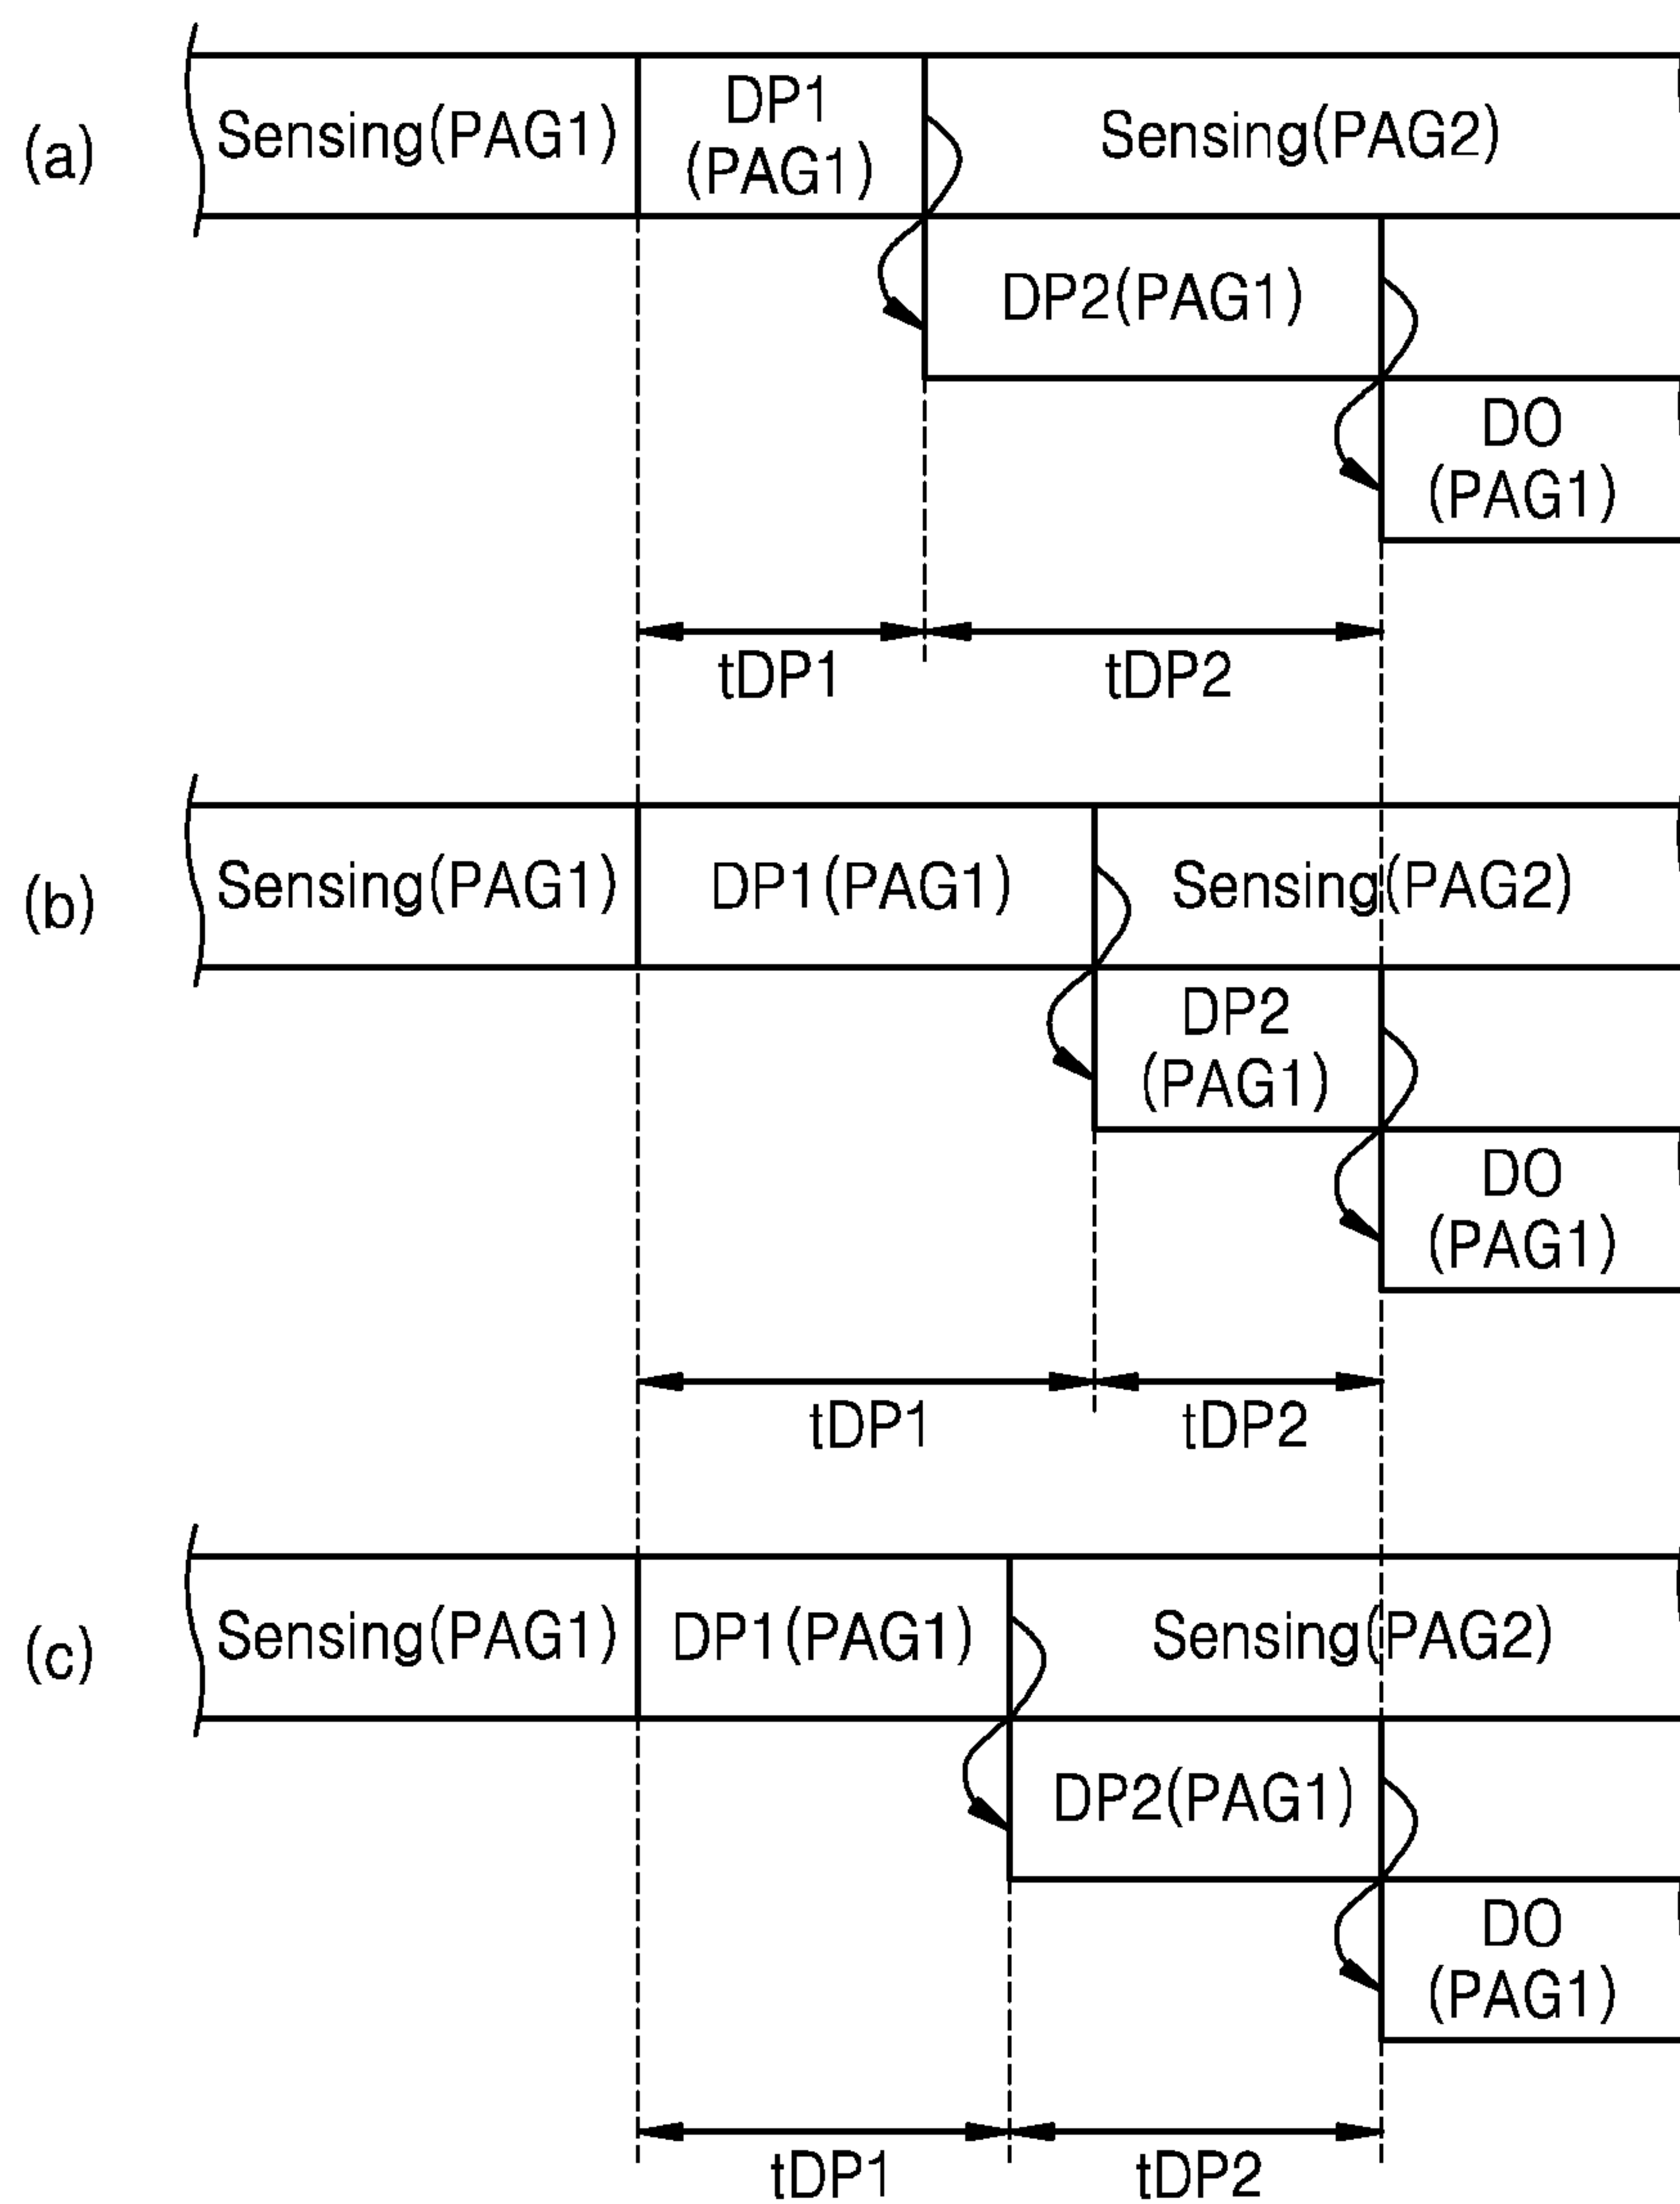 (a)
Sensing(PAG1)
DP1
(PAG1)
Sensing(PAG2)
DP2(PAG1)
DO
(PAG1)
tDP1
tDP2
(b)
Sensing(PAG1)
DP1(PAG1)
Sensing(PAG2)
DP2
(PAG1)
DO
(PAG1)
tDP1
tDP2
(c)
Sensing(PAG1)
DP1(PAG1)
Sensing(PAG2)
DP2(PAG1)
DO
(PAG1)
tDP1
tDP2